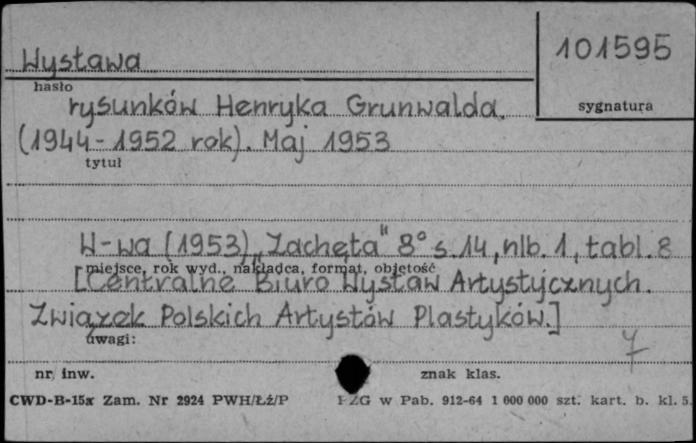 101595
Wystawa
hasło
sygnatura
rysunków Henryka Grunwalda.
(1944-1952 rok). Maj 1953
tytuł
W-wa (1953) „Zachęta" 8° s. 14, nlb. 1, tabl. 8
miejsce, rok wyd., nakładca, format, objętość
[Centralne Biuro Wystaw Artystycznych.
Związek Polskich Artystów Plastyków.]
uwagi:
7
nr inw.
znak klas.
CWD-B-15x Zam. Nr 2924 PWH/Łź/P
PZG w Pab. 912-64 1 000 000 szt. kart. b. kl. 5.